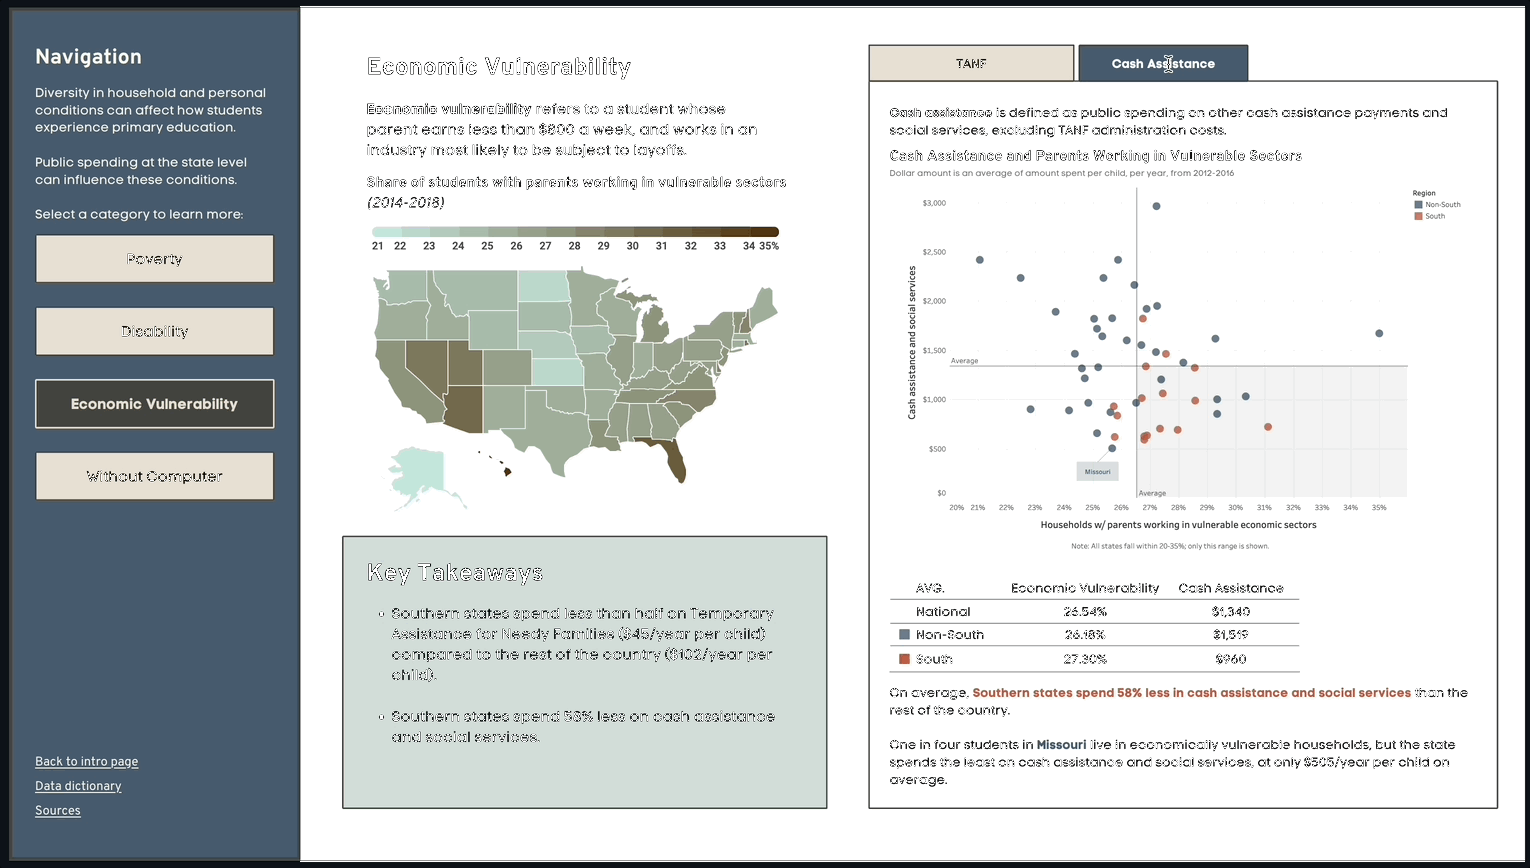 Navigation
Diversity in household and personal
conditions can affect how students
experience primary education.
Public spending at the state level
can influence these conditions.
Select a category to learn more:
Poverty
Disability
Economic Vulnerability
Without Computer
Back to intro page
Data dictionary
Sources
Economic Vulnerability
Economic vulnerability refers to a student whose
parent earns less than $800 a week, and works in an
industry most likely to be subject to layoffs.
Share of students with parents working in vulnerable sectors
(2014-2018)
21 22 23 24 25 26 27 28 29 30 31 32 33 34 35%
Key Takeaways
• Southern states spend less than half on Temporary
Assistance for Needy Families ($45/year per child)
compared to the rest of the country ($102/year per
child).
• Southern states spend 58% less on cash assistance
and social services.
TANF
Cash Assistance
Cash assistance is defined as public spending on other cash assistance payments and
social services, excluding TANF administration costs.
Cash Assistance and Parents Working in Vulnerable Sectors
Dollar amount is an average of amount spent per child, per year, from 2012-2016
Region
Non-South
South
Cash assistance and social services
$3,000
$2,500
$2,000
$1,500
$1,000
$500
$0
Average
Missouri
Average
20% 21% 22% 23% 24% 25% 26% 27% 28% 29% 30% 31% 32% 33% 34% 35%
Households w/ parents working in vulnerable economic sectors
Note: All states fall within 20-35%; only this range is shown.
AVG. Economic Vulnerability Cash Assistance
National 26.54% $1,340
Non-South 26.18% $1,519
South 27.30% $960
On average, Southern states spend 58% less in cash assistance and social services than the
rest of the country.
One in four students in Missouri live in economically vulnerable households, but the state
spends the least on cash assistance and social services, at only $505/year per child on
average.